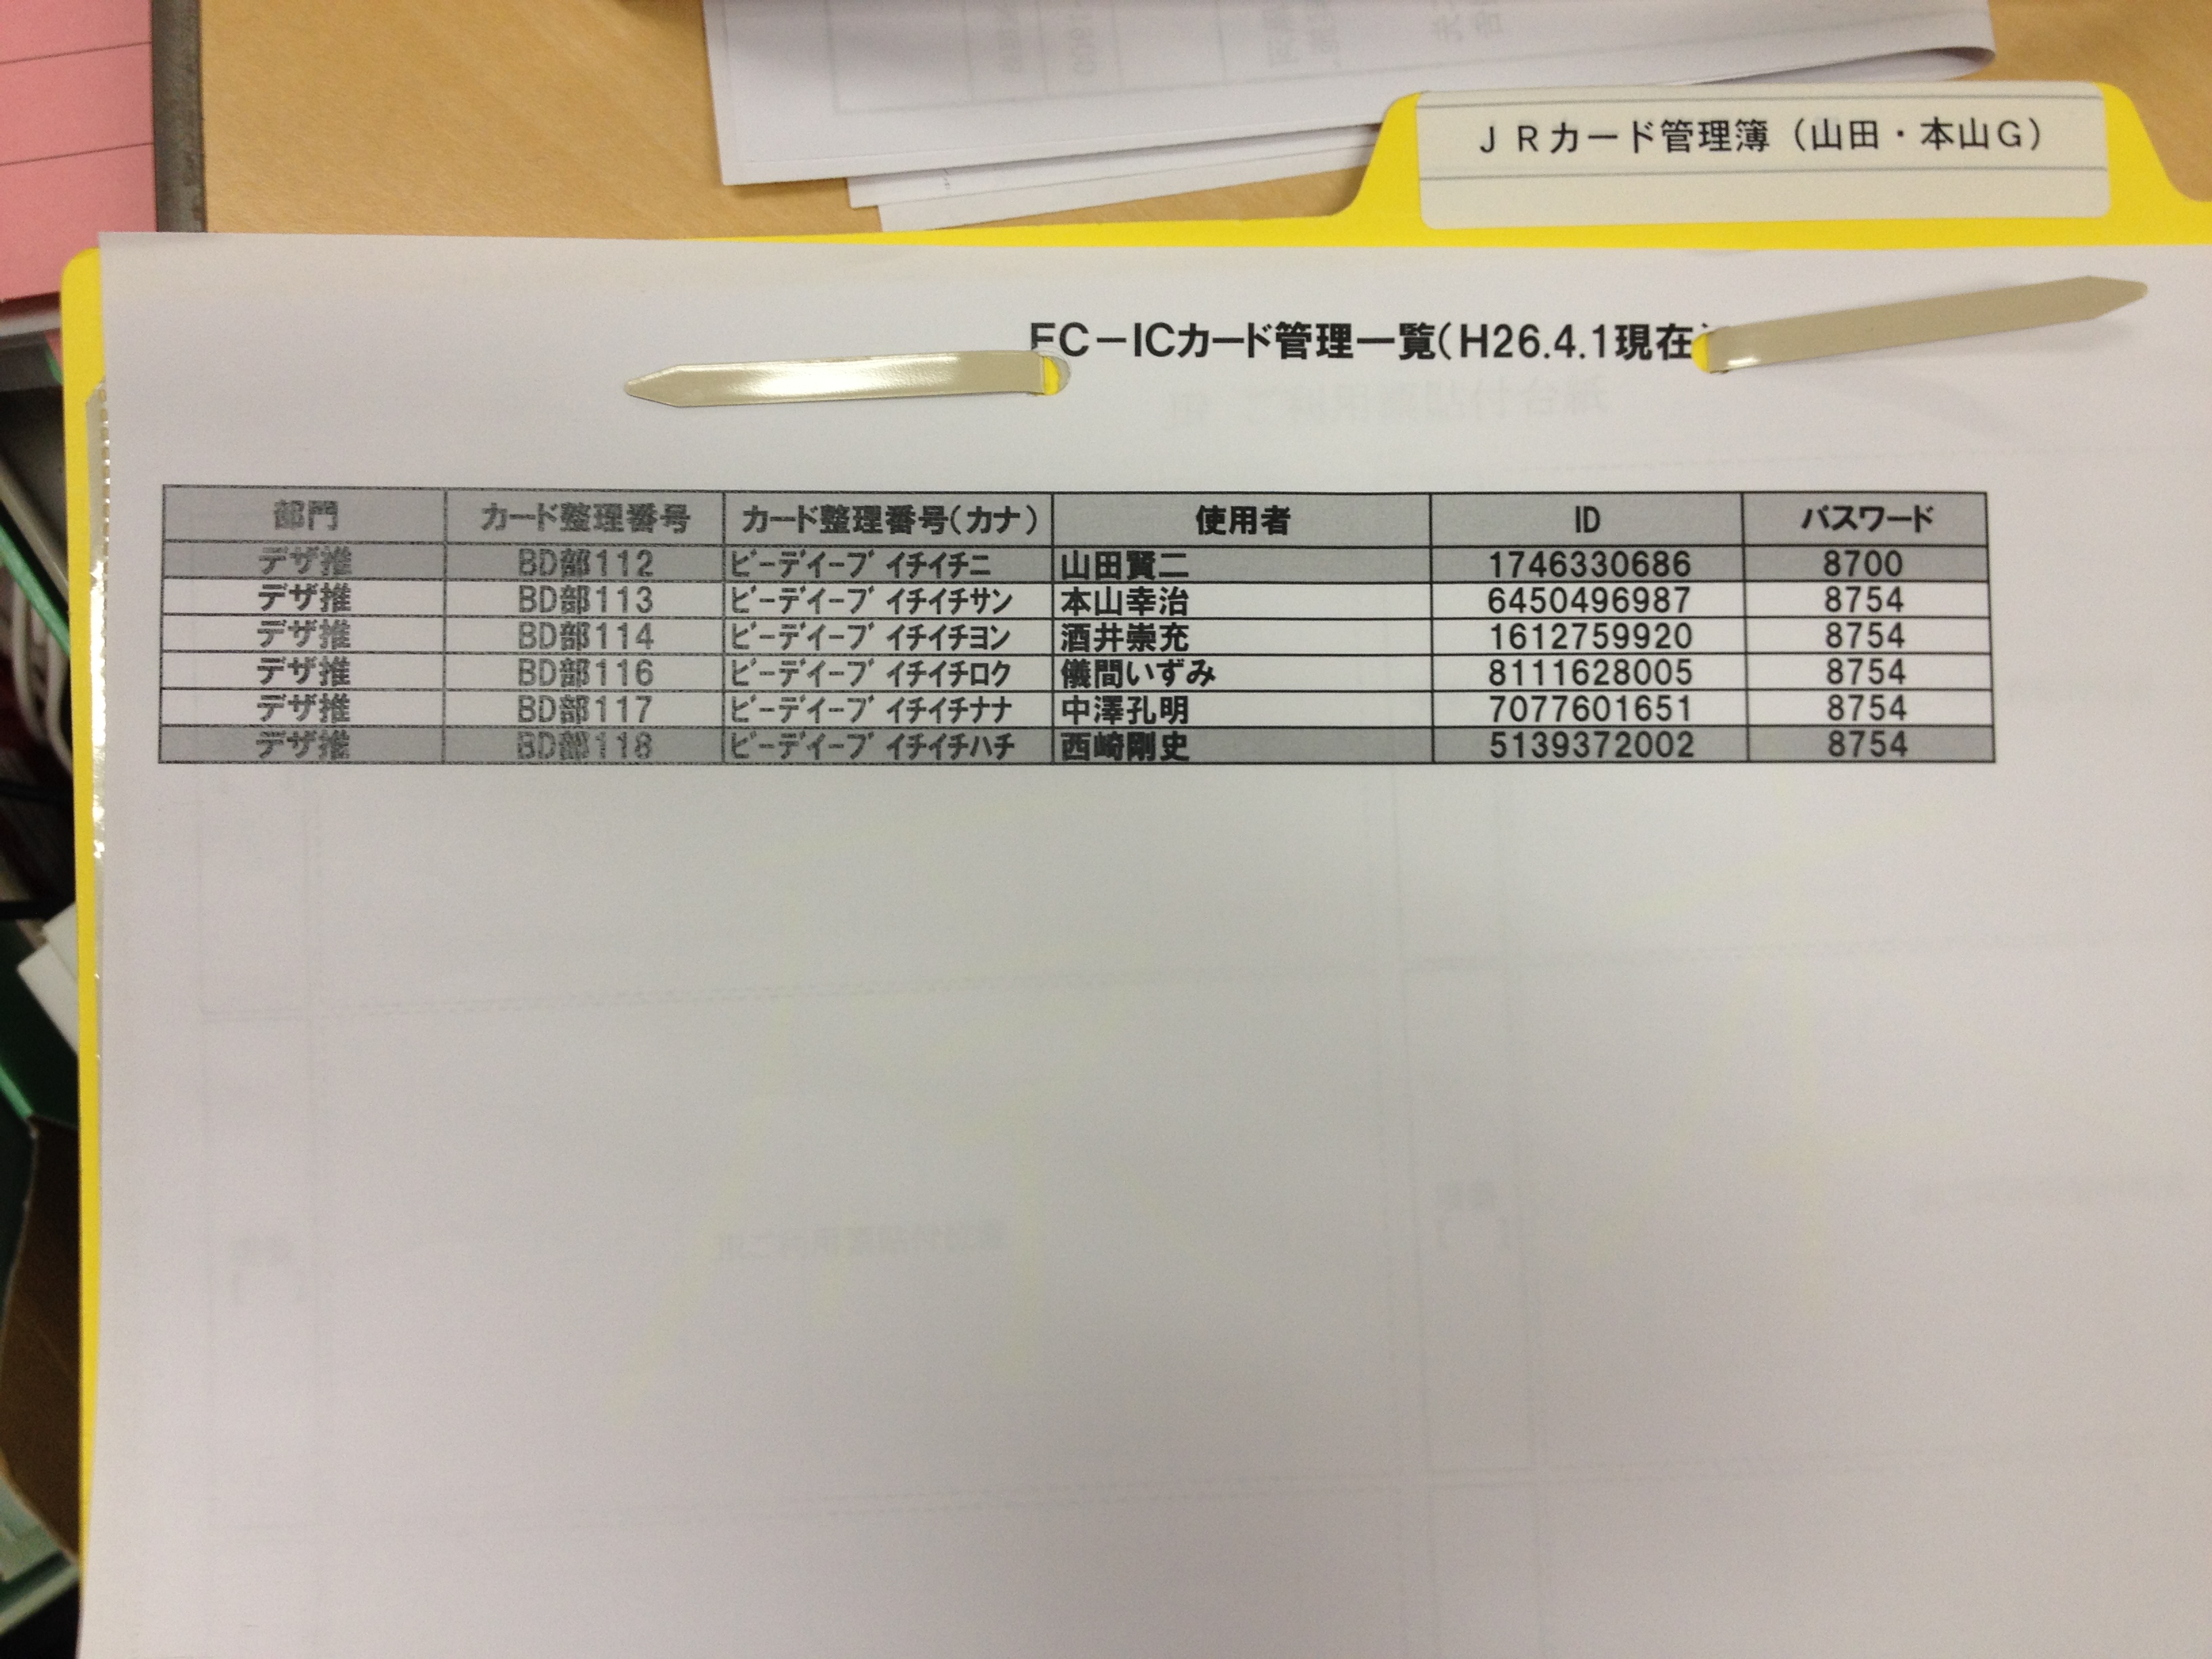 JRカード管理簿（山田・本山G）
FC－ICカード管理一覧（H26.4.1現在）
部門 カード整理番号 カード整理番号（カナ） 使用者 ID パスワード
デザ推 BD部112 ビーディーブ イチイチニ 山田賢二 1746330686 8700
デザ推 BD部113 ビーディーブ イチイチサン 本山幸治 6450496987 8754
デザ推 BD部114 ビーディーブ イチイチヨン 酒井崇充 1612759920 8754
デザ推 BD部116 ビーディーブ イチイチロク 儀間いずみ 8111628005 8754
デザ推 BD部117 ビーディーブ イチイチナナ 中澤孔明 7077601651 8754
デザ推 BD部118 ビーディーブ イチイチハチ 西崎剛史 5139372002 8754